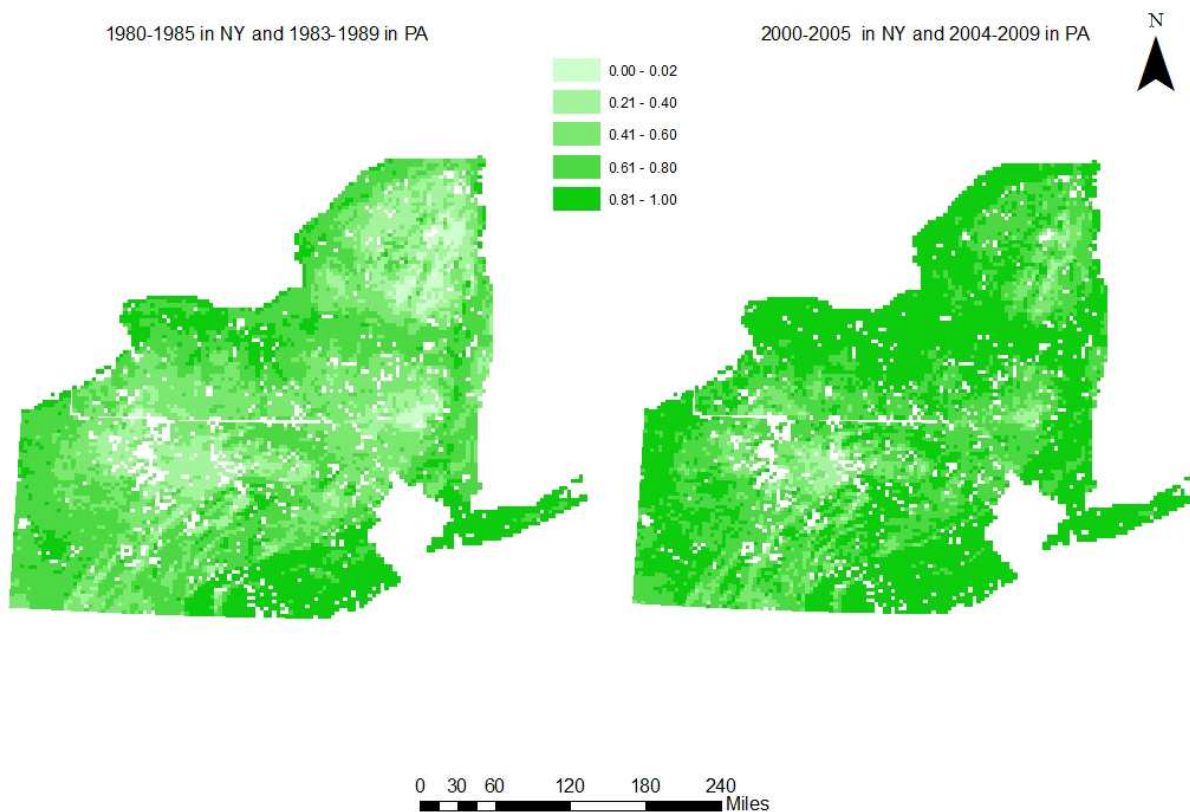 1980-1985 in NY and 1983-1989 in PA
2000-2005 in NY and 2004-2009 in PA
N
0.00 - 0.02
0.21 - 0.40
0.41 - 0.60
0.61 - 0.80
0.81 - 1.00
0 30 60 120 180 240
Miles